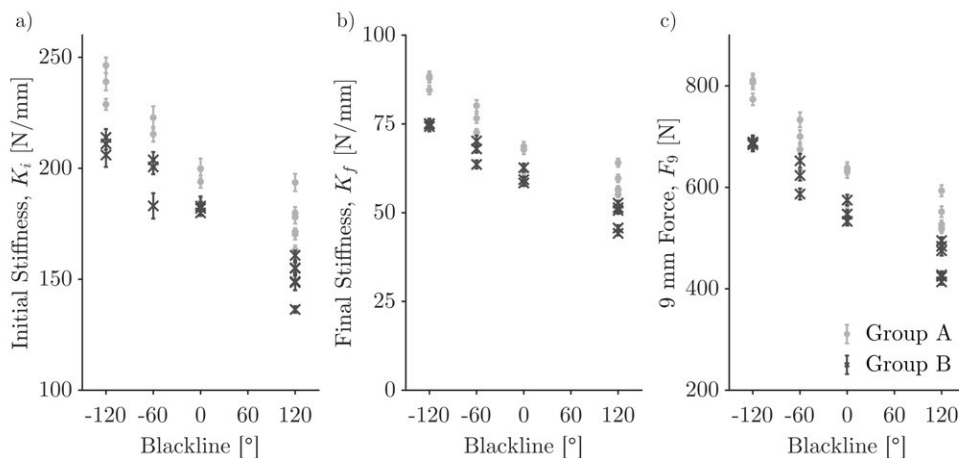 a)
Initial Stiffness, K_i [N/mm]
250
200
150
100
-120 -60 0 60 120
Blackline [°]
b)
Final Stiffness, K_f [N/mm]
100
75
50
25
0
-120 -60 0 60 120
Blackline [°]
c)
9 mm Force, F_9 [N]
800
600
400
200
-120 -60 0 60 120
Blackline [°]
Group A
Group B